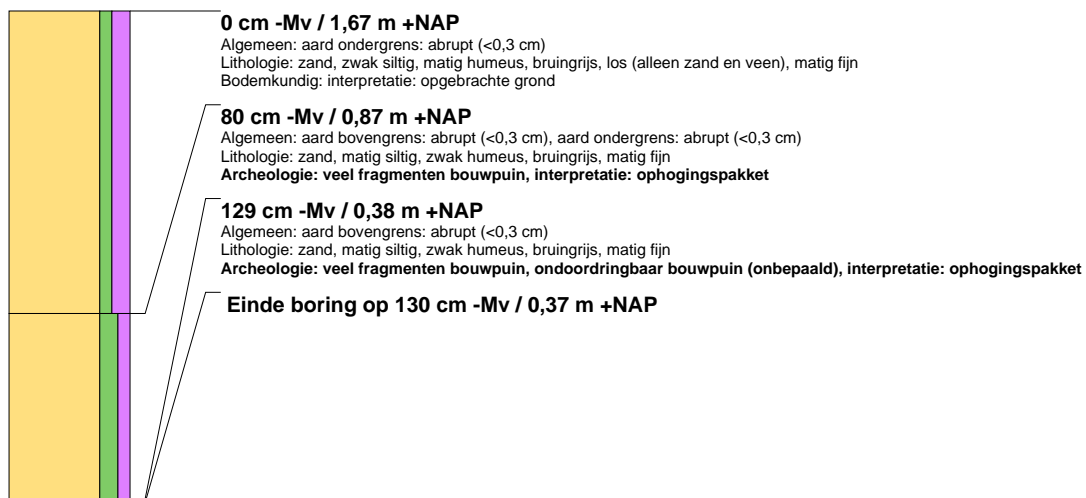 0 cm -Mv / 1,67 m +NAP
Algemeen: aard ondergrens: abrupt (<0,3 cm)
Lithologie: zand, zwak siltig, matig humeus, bruingrijs, los (alleen zand en veen), matig fijn
Bodemkundig: interpretatie: opgebrachte grond
80 cm -Mv / 0,87 m +NAP
Algemeen: aard bovengrens: abrupt (<0,3 cm), aard ondergrens: abrupt (<0,3 cm)
Lithologie: zand, matig siltig, zwak humeus, bruingrijs, matig fijn
Archeologie: veel fragmenten bouwpuin, interpretatie: ophogingspakket
129 cm -Mv / 0,38 m +NAP
Algemeen: aard bovengrens: abrupt (<0,3 cm)
Lithologie: zand, matig siltig, zwak humeus, bruingrijs, matig fijn
Archeologie: veel fragmenten bouwpuin, ondoordringbaar bouwpuin (onbepaald), interpretatie: ophogingspakket
Einde boring op 130 cm -Mv / 0,37 m +NAP